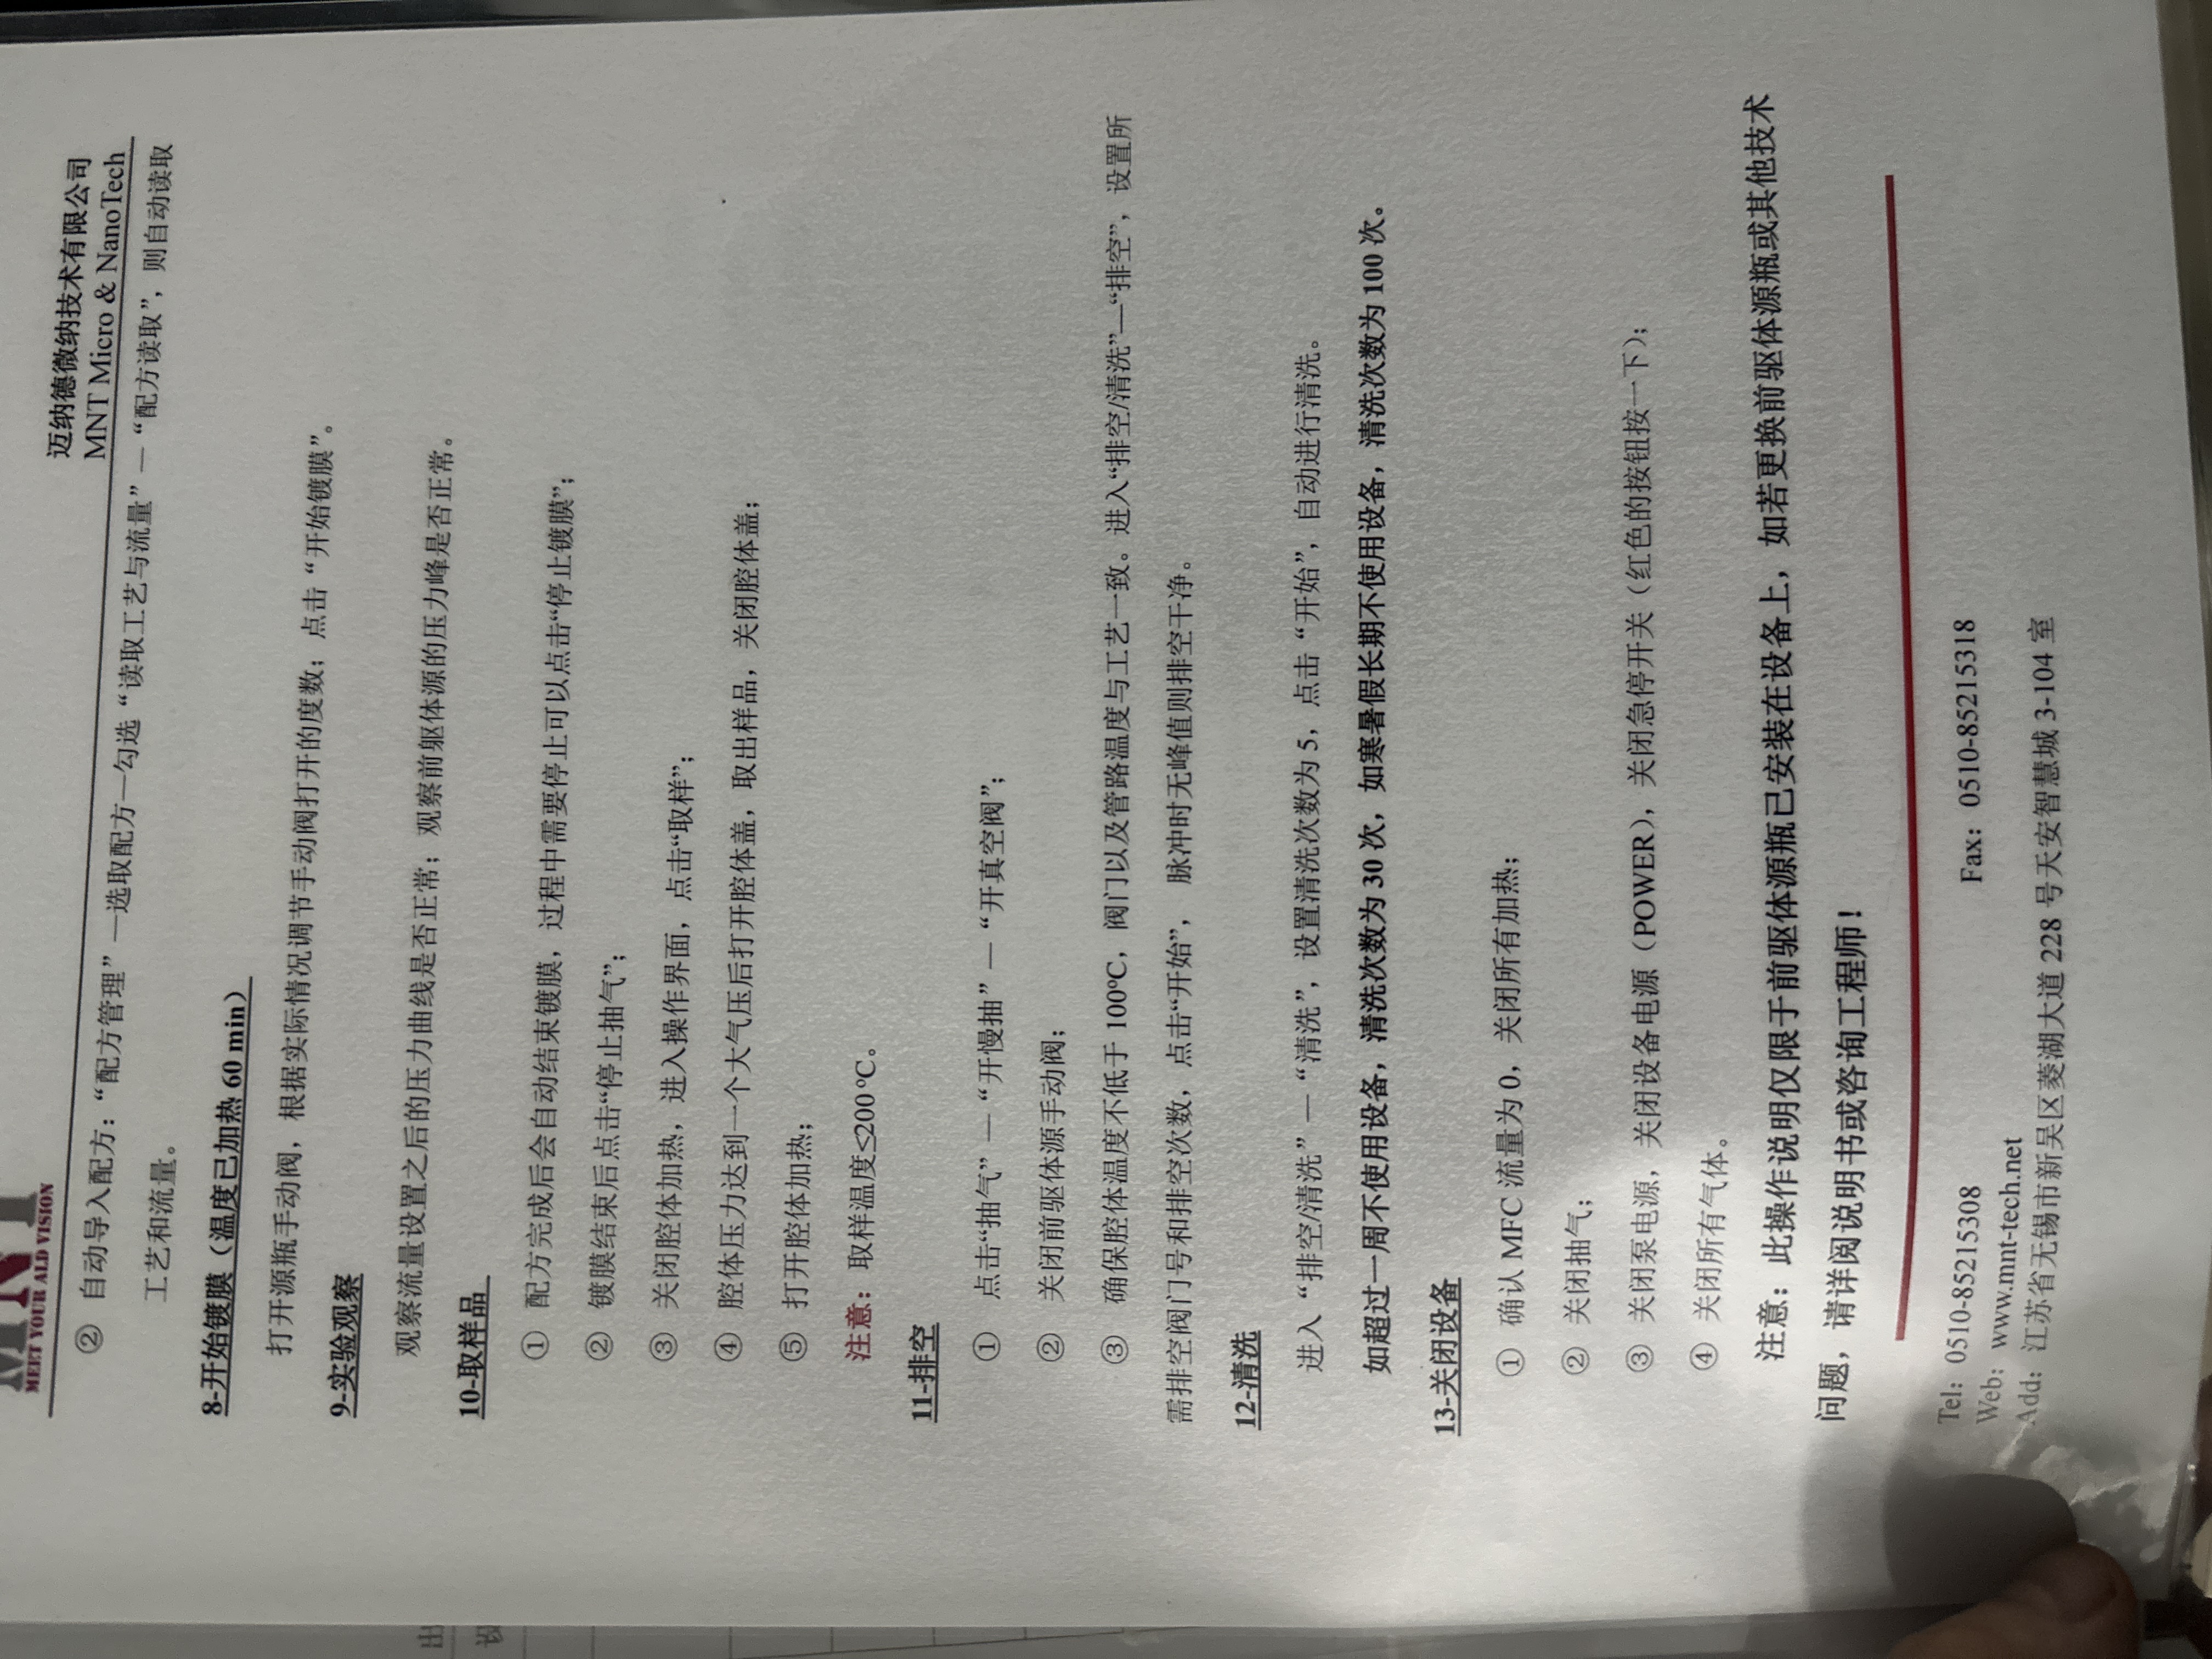 MNT
MEET YOUR ALD VISION
迈纳德微纳技术有限公司
MNT Micro & NanoTech
② 自动导入配方：“配方管理”—选取配方—勾选“读取工艺与流量”—“配方读取”，则自动读取
工艺和流量。
8-开始镀膜（温度已加热 60 min）
打开源瓶手动阀，根据实际情况调节手动阀打开的度数；点击“开始镀膜”。
9-实验观察
观察流量设置之后的压力曲线是否正常；观察前躯体源的压力峰是否正常。
10-取样品
① 配方完成后会自动结束镀膜，过程中需要停止可以点击“停止镀膜”；
② 镀膜结束后点击“停止抽气”；
③ 关闭腔体加热，进入操作界面，点击“取样”；
④ 腔体压力达到一个大气压后打开腔体盖，取出样品，关闭腔体盖；
⑤ 打开腔体加热；
注意：取样温度≤200 ºC。
11-排空
① 点击“抽气” — “开慢抽” — “开真空阀”；
② 关闭前驱体源手动阀；
③ 确保腔体温度不低于 100ºC，阀门以及管路温度与工艺一致。进入“排空/清洗”—“排空”，设置所
需排空阀门号和排空次数，点击“开始”， 脉冲时无峰值则排空干净。
12-清洗
进入“排空/清洗” — “清洗”，设置清洗次数为 5，点击“开始”，自动进行清洗。
如超过一周不使用设备，清洗次数为 30 次，如寒暑假长期不使用设备，清洗次数为 100 次。
13-关闭设备
① 确认 MFC 流量为 0，关闭所有加热；
② 关闭抽气；
③ 关闭泵电源，关闭设备电源（POWER），关闭急停开关（红色的按钮按一下）；
④ 关闭所有气体。
注意：此操作说明仅限于前驱体源瓶已安装在设备上，如若更换前驱体源瓶或其他技术
问题，请详阅说明书或咨询工程师！
Tel：0510-85215308 Fax：0510-85215318
Web：www.mnt-tech.net
Add：江苏省无锡市新吴区菱湖大道 228 号天安智慧城 3-104 室
出
设